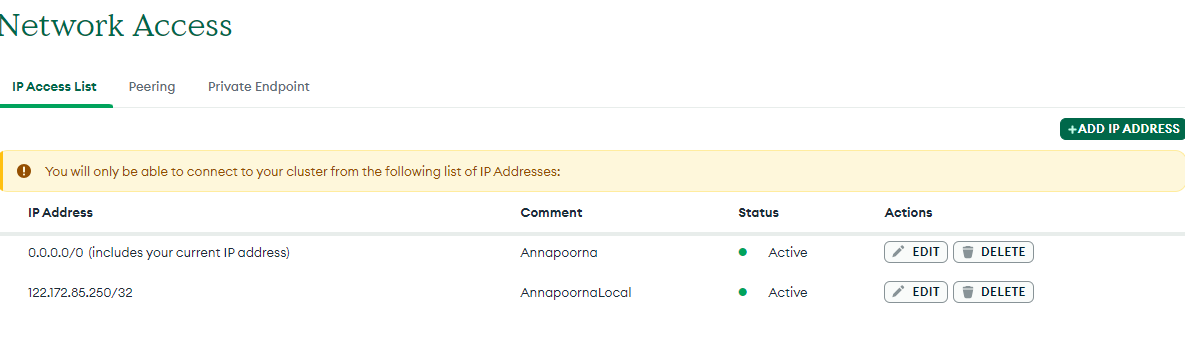 Network Access
IP Access List Peering Private Endpoint
+ADD IP ADDRESS
You will only be able to connect to your cluster from the following list of IP Addresses:
IP Address Comment Status Actions
0.0.0.0/0 (includes your current IP address) Annapoorna Active EDIT DELETE
122.172.85.250/32 AnnapoornaLocal Active EDIT DELETE